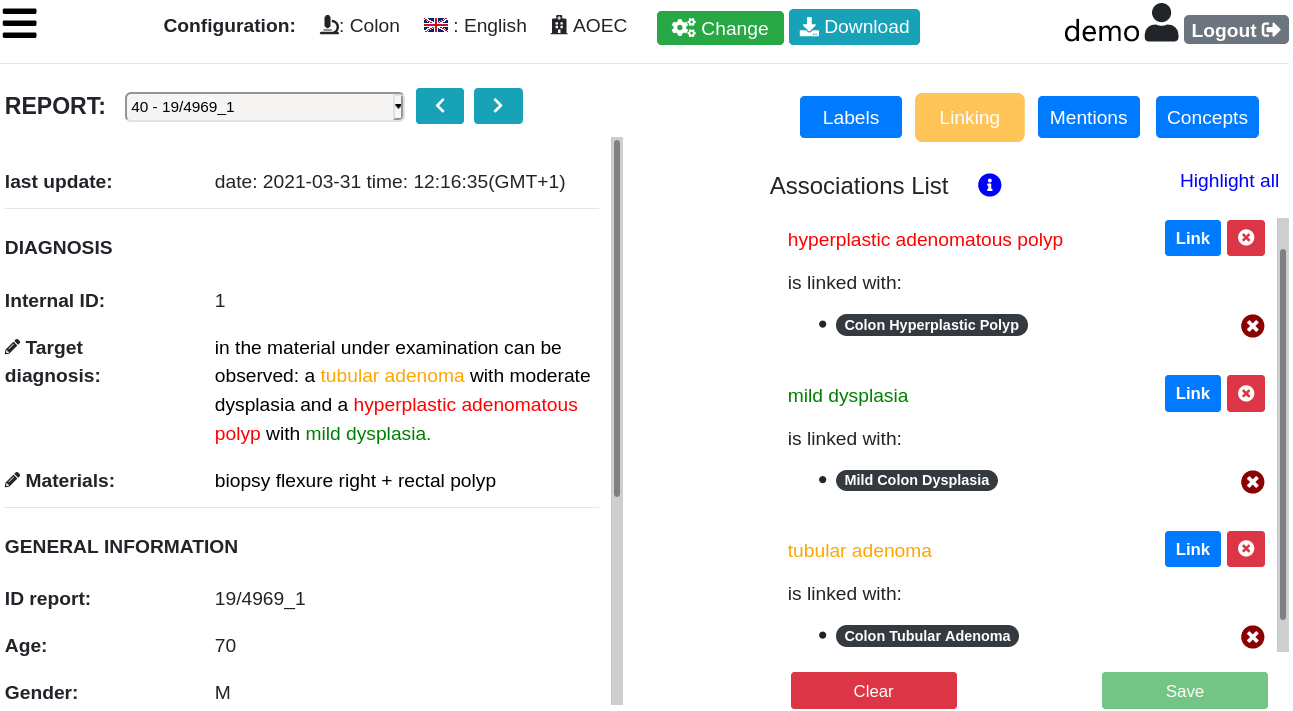 Configuration: : Colon : English AOEC Change Download demo Logout
REPORT: 40 - 19/4969_1
Labels Linking Mentions Concepts
last update: date: 2021-03-31 time: 12:16:35(GMT+1)
DIAGNOSIS
Internal ID: 1
Target diagnosis:
in the material under examination can be
observed: a tubular adenoma with moderate
dysplasia and a hyperplastic adenomatous
polyp with mild dysplasia.
Materials: biopsy flexure right + rectal polyp
GENERAL INFORMATION
ID report: 19/4969_1
Age: 70
Gender: M
Associations List Highlight all
hyperplastic adenomatous polyp Link
is linked with:
• Colon Hyperplastic Polyp
mild dysplasia Link
is linked with:
• Mild Colon Dysplasia
tubular adenoma Link
is linked with:
• Colon Tubular Adenoma
Clear Save